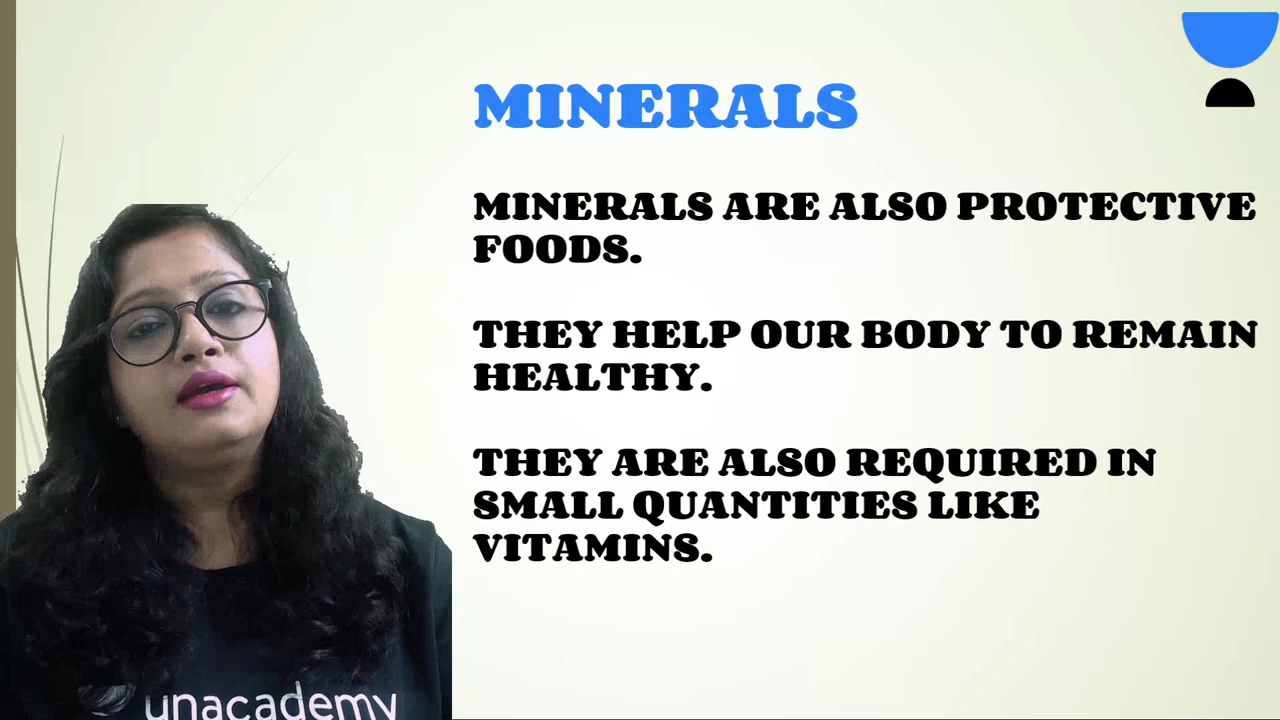 MINERALS
MINERALS ARE ALSO PROTECTIVE
FOODS.
THEY HELP OUR BODY TO REMAIN
HEALTHY.
THEY ARE ALSO REQUIRED IN
SMALL QUANTITIES LIKE
VITAMINS.
unacademy